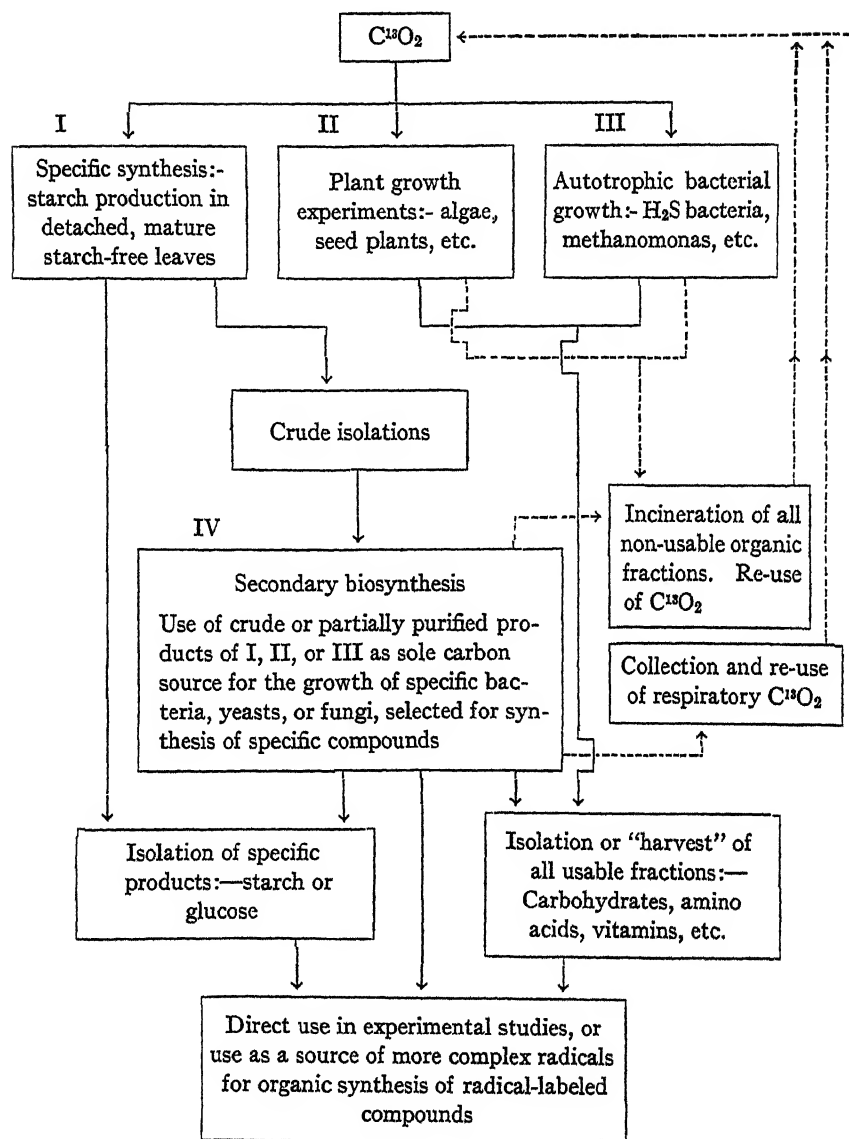 C¹³O₂
I
II
III
Specific synthesis:-
starch production in
detached, mature
starch-free leaves
Plant growth
experiments:- algae,
seed plants, etc.
Autotrophic bacterial
growth:- H₂S bacteria,
methanomonas, etc.
Crude isolations
Incineration of all
non-usable organic
fractions. Re-use
of C¹³O₂
Collection and re-use
of respiratory C¹³O₂
IV
Secondary biosynthesis
Use of crude or partially purified pro-
ducts of I, II, or III as sole carbon
source for the growth of specific bac-
teria, yeasts, or fungi, selected for syn-
thesis of specific compounds
Isolation of specific
products:—starch or
glucose
Isolation or "harvest" of
all usable fractions:—
Carbohydrates, amino
acids, vitamins, etc.
Direct use in experimental studies, or
use as a source of more complex radicals
for organic synthesis of radical-labeled
compounds